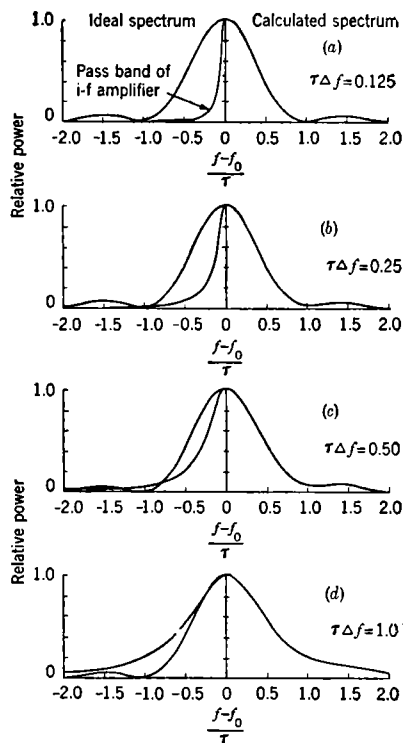 Ideal spectrum Calculated spectrum
1.0
(a)
Pass band of
i-f amplifier
τΔf=0.125
0
-2.0 -1.5 -1.0 -0.5 0 0.5 1.0 1.5 2.0
f-f₀
τ
Relative power
1.0
(b)
τΔf=0.25
0
-2.0 -1.5 -1.0 -0.5 0 0.5 1.0 1.5 2.0
f-f₀
τ
1.0
(c)
τΔf=0.50
0
-2.0 -1.5 -1.0 -0.5 0 0.5 1.0 1.5 2.0
f-f₀
τ
Relative power
1.0
(d)
τΔf=1.0
0
-2.0 -1.5 -1.0 -0.5 0 0.5 1.0 1.5 2.0
f-f₀
τ